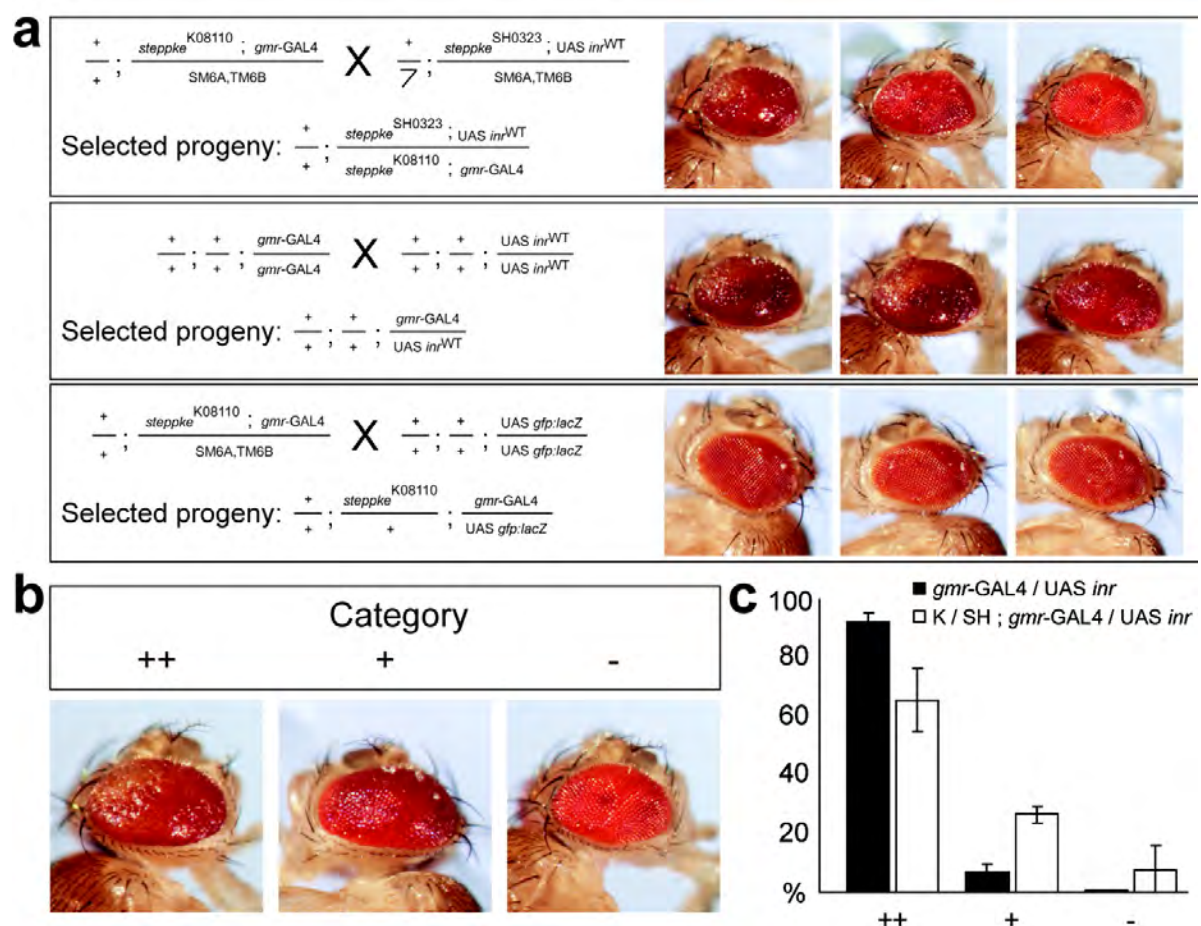 a
+ steppke K08110 ; gmr-GAL4 X + steppke SH0323 ; UAS inr WT
+ ; SM6A,TM6B 7 ; SM6A,TM6B
Selected progeny: + ; steppke SH0323 ; UAS inr WT
+ steppke K08110 ; gmr-GAL4
+ ; + ; gmr-GAL4 X + ; + ; UAS inr WT
+ + gmr-GAL4 + + UAS inr WT
Selected progeny: + ; + ; gmr-GAL4
+ + UAS inr WT
+ ; steppke K08110 ; gmr-GAL4 X + ; + ; UAS gfp:lacZ
+ SM6A,TM6B + + UAS gfp:lacZ
Selected progeny: + ; steppke K08110 ; gmr-GAL4
+ + UAS gfp:lacZ
b
Category
++ + -
c
gmr-GAL4 / UAS inr
K / SH ; gmr-GAL4 / UAS inr
100
80
60
40
20
%
++ + -